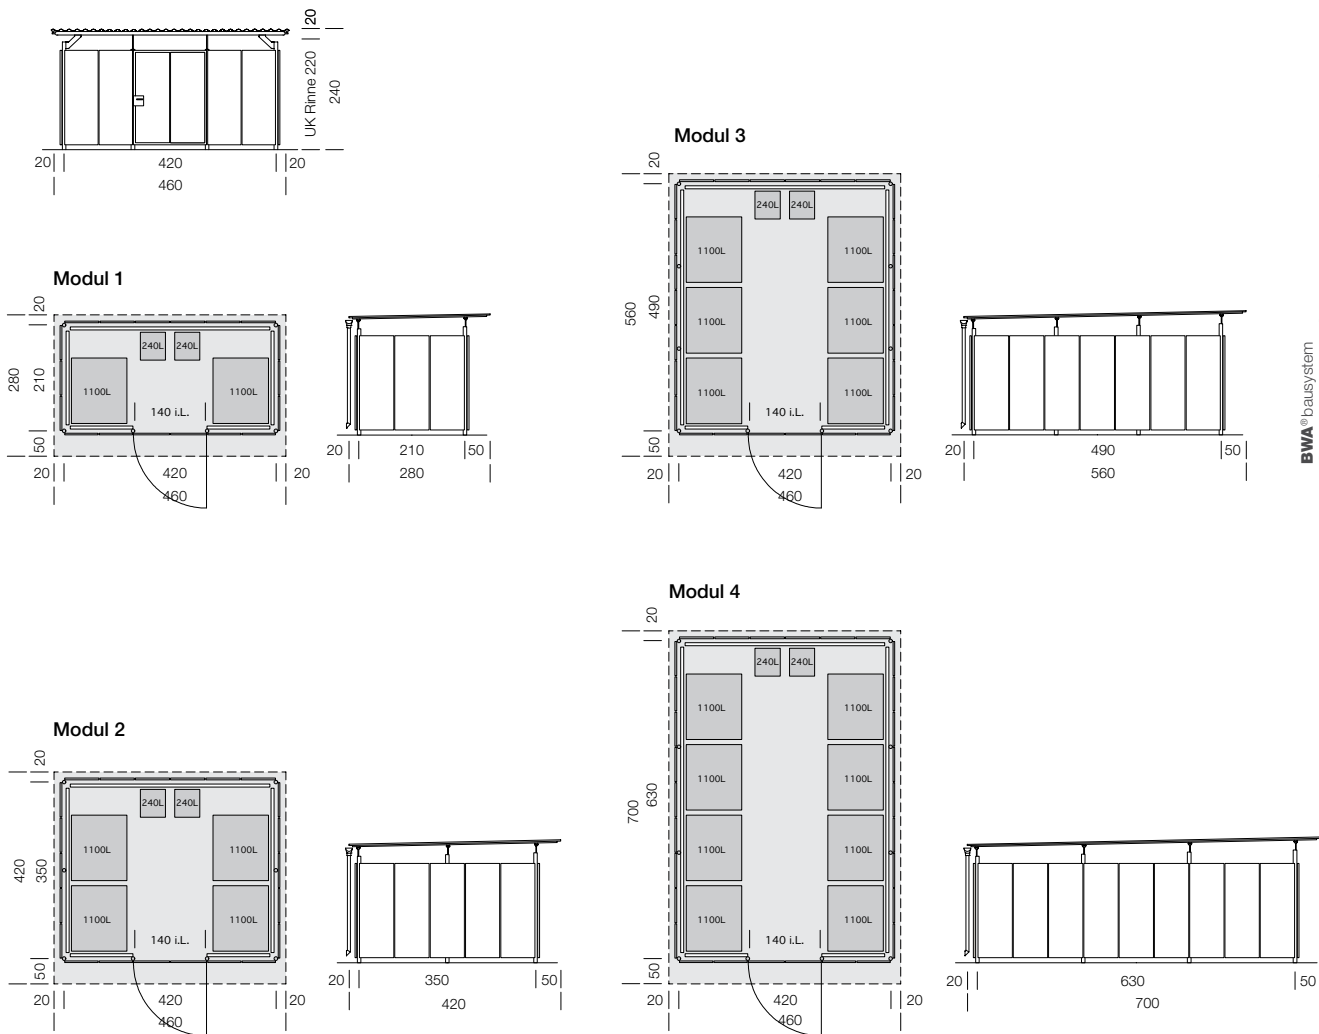 20
UK Rinne 220
240
20 420 20
460
Modul 1
20
280
210
50
240L 240L
1100L 1100L
140 i.L.
20 420 20
460
20 210 50
280
Modul 3
20
560
490
50
240L 240L
1100L 1100L
1100L 1100L
1100L 1100L
140 i.L.
20 420 20
460
20 490 50
560
BWA® bausystem
Modul 2
20
420
350
50
240L 240L
1100L 1100L
1100L 1100L
140 i.L.
20 420 20
460
20 350 50
420
Modul 4
20
700
630
50
240L 240L
1100L 1100L
1100L 1100L
1100L 1100L
1100L 1100L
140 i.L.
20 420 20
460
20 630 50
700